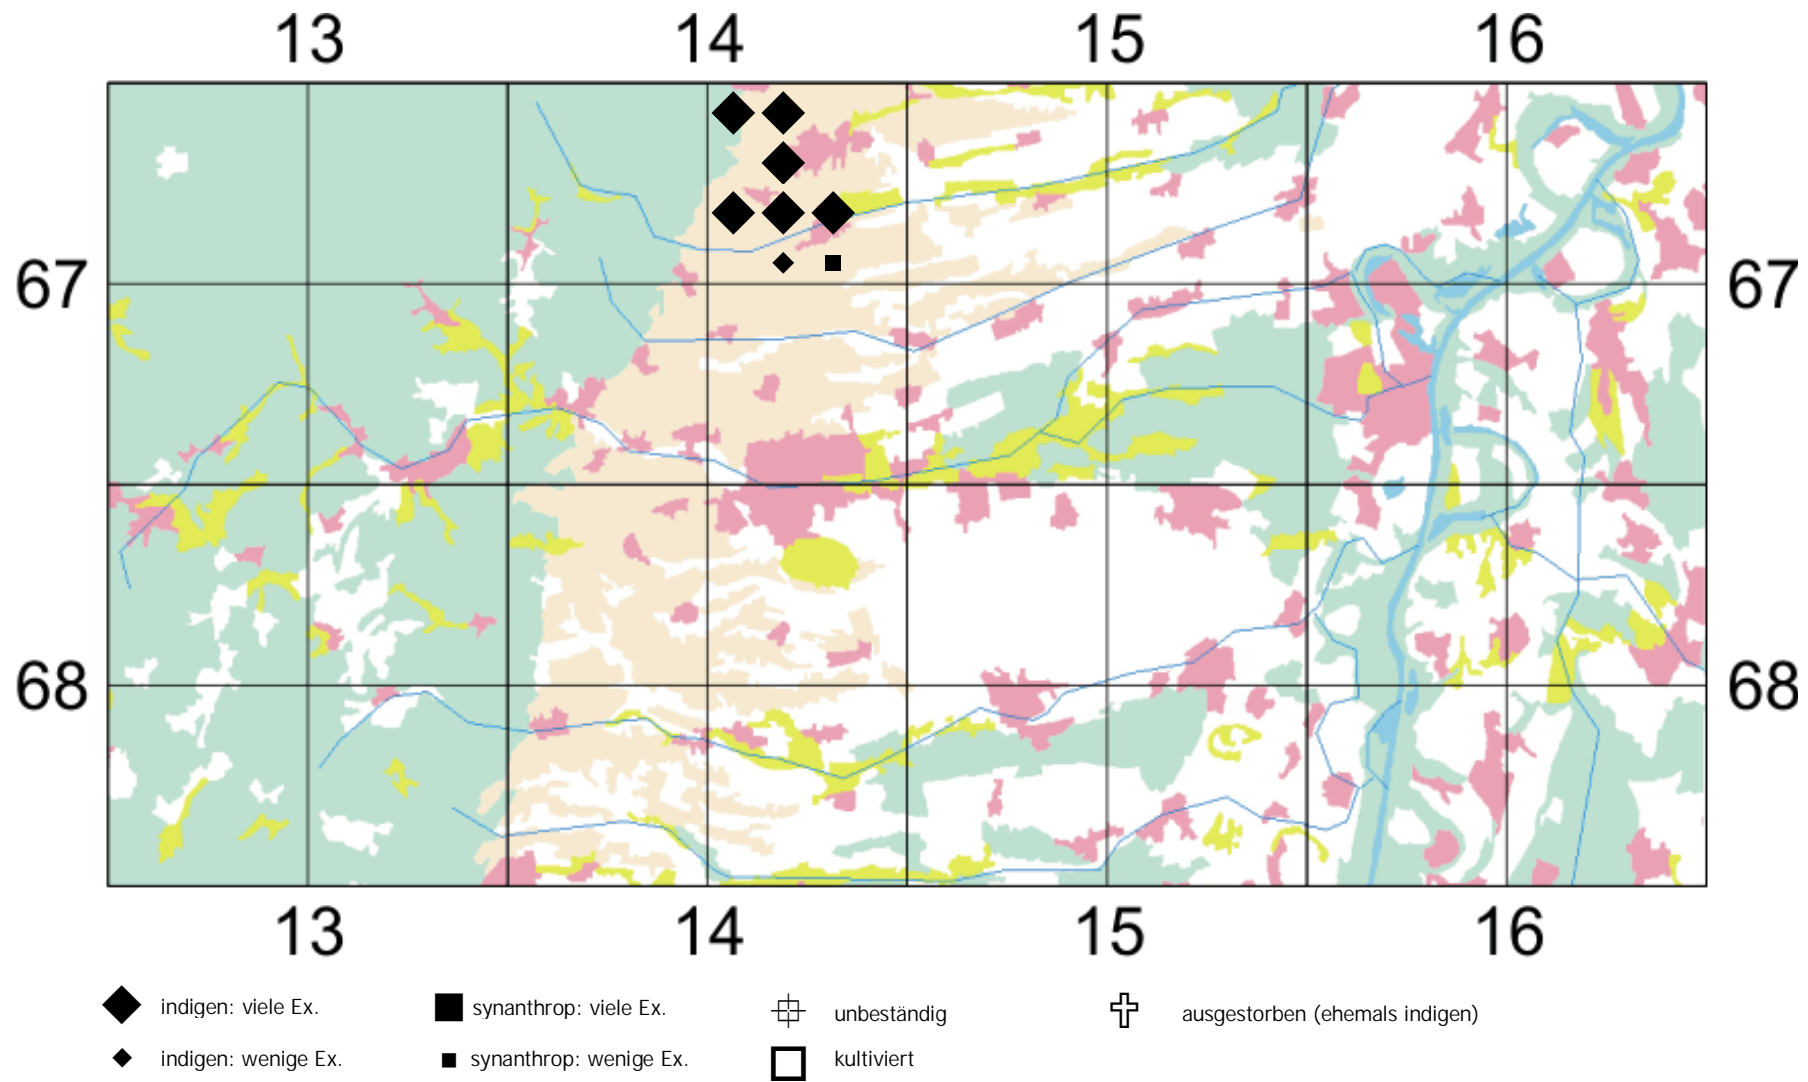 13 14 15 16
67 67
68 68
13 14 15 16
indigen: viele Ex. synanthrop: viele Ex. unbeständig ausgestorben (ehemals indigen)
indigen: wenige Ex. synanthrop: wenige Ex. kultiviert